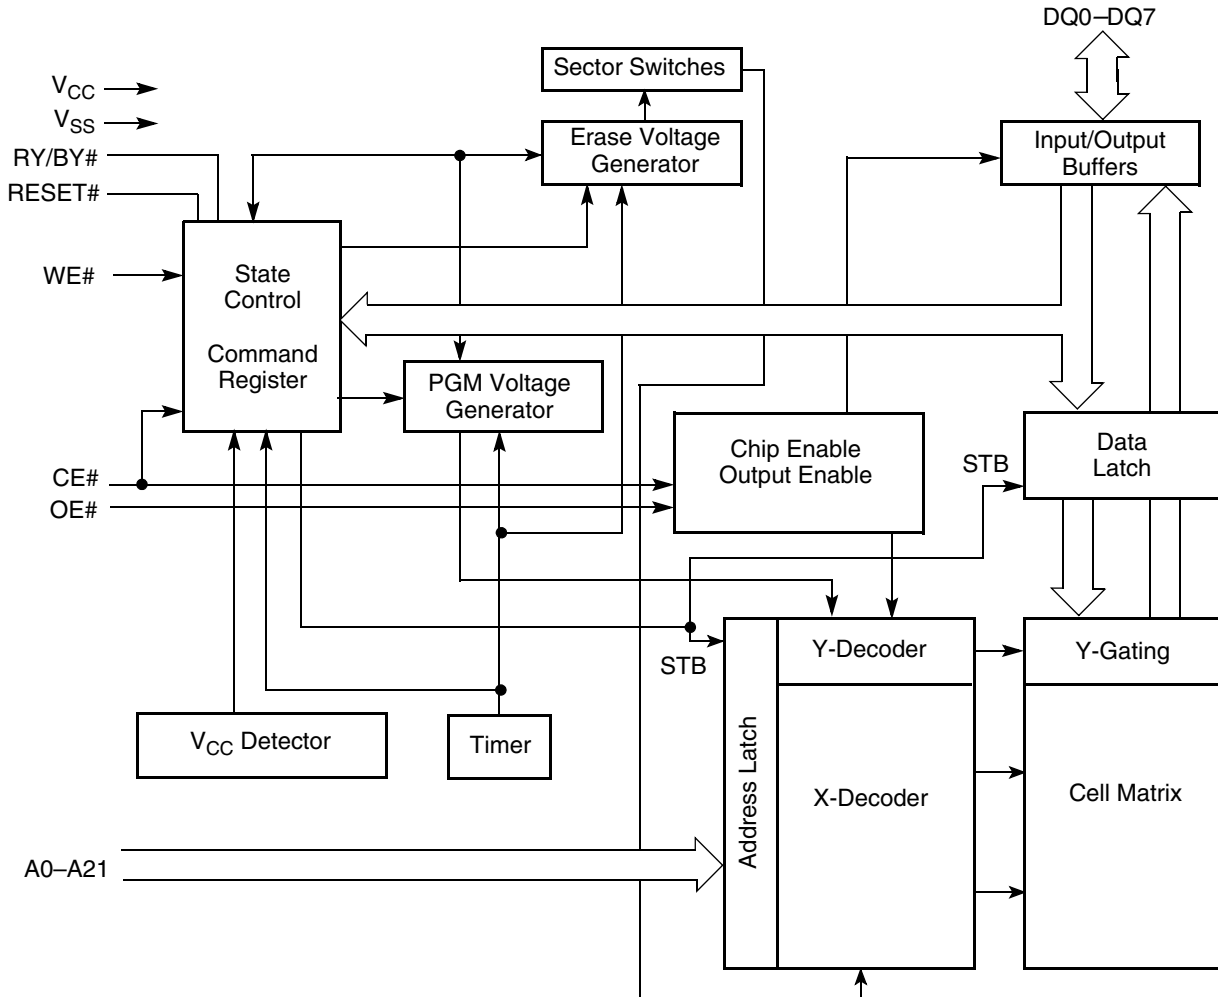 DQ0–DQ7
Sector Switches
VCC
VSS
RY/BY#
RESET#
Erase Voltage
Generator
Input/Output
Buffers
WE#
State
Control
Command
Register
PGM Voltage
Generator
Chip Enable
Output Enable
STB
Data
Latch
CE#
OE#
STB
Y-Decoder
Y-Gating
VCC Detector
Timer
Address Latch
X-Decoder
Cell Matrix
A0–A21